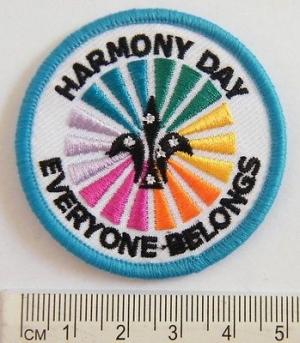 HARMONY DAY
EVERYONE BELONGS
CM 1 2 3 4 5